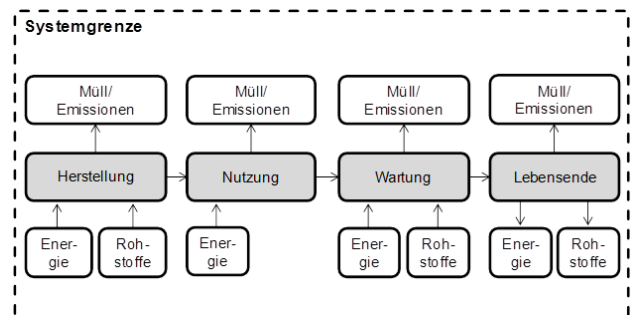 Systemgrenze
Müll/
Emissionen
Müll/
Emissionen
Müll/
Emissionen
Müll/
Emissionen
Herstellung
Nutzung
Wartung
Lebensende
Ener-
gie
Roh-
stoffe
Ener-
gie
Ener-
gie
Roh-
stoffe
Ener-
gie
Roh-
stoffe